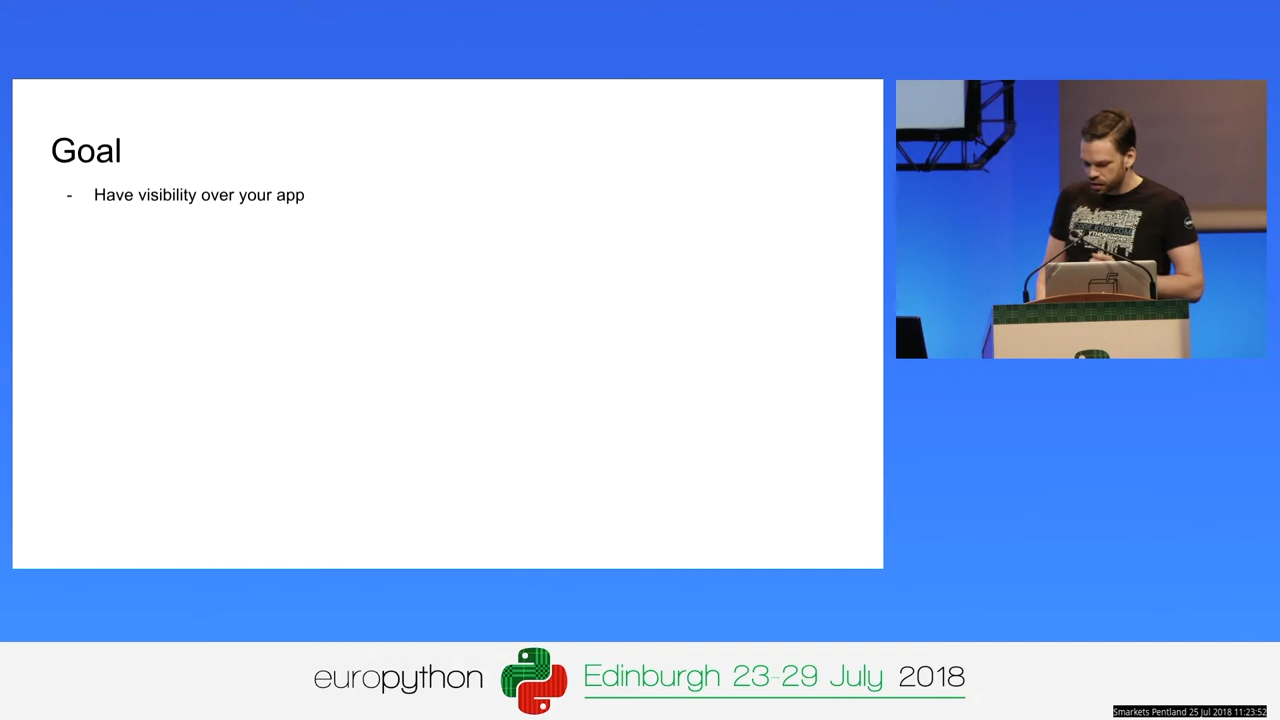 Goal
- Have visibility over your app
europython
Edinburgh 23-29 July 2018
Smarkets Pentland 25 Jul 2018 11:23:52